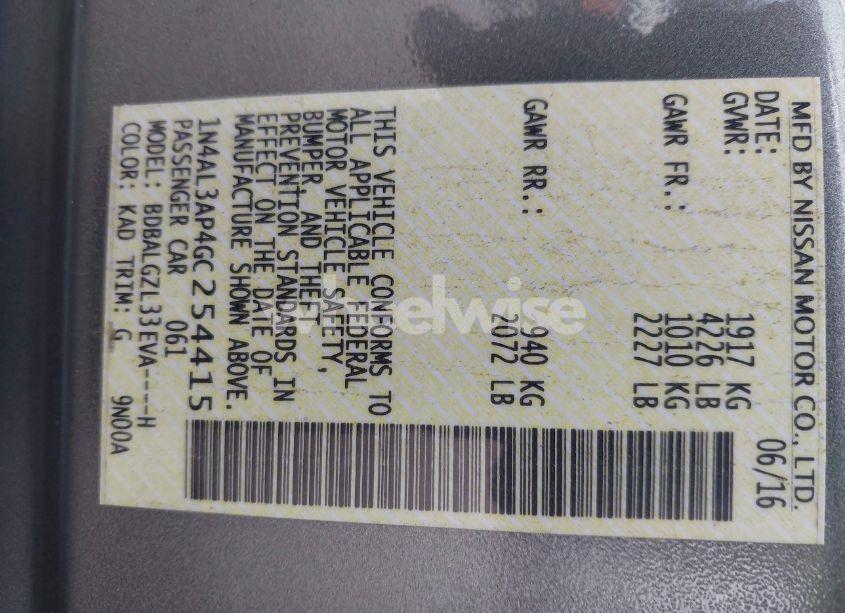 MFD BY NISSAN MOTOR CO., LTD.
DATE: 06/16
GVWR: 1917 KG
4226 LB
GAWR FR.: 1010 KG
2227 LB
GAWR RR.: 940 KG
2072 LB
THIS VEHICLE CONFORMS TO
ALL APPLICABLE FEDERAL
MOTOR VEHICLE SAFETY,
BUMPER, AND THEFT
PREVENTION STANDARDS IN
EFFECT ON THE DATE OF
MANUFACTURE SHOWN ABOVE.
1N4AL3AP4GC254415
PASSENGER CAR 061
MODEL: BDBALGZL33EVA----H
COLOR: KAD TRIM: G 9N00A